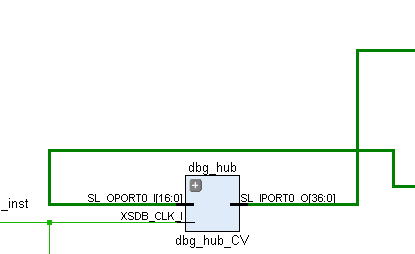 dbg_hub
SL_OPORT0_I[16:0]
SL_IPORT0_O[36:0]
_inst
XSDB_CLK_I
dbg_hub_CV